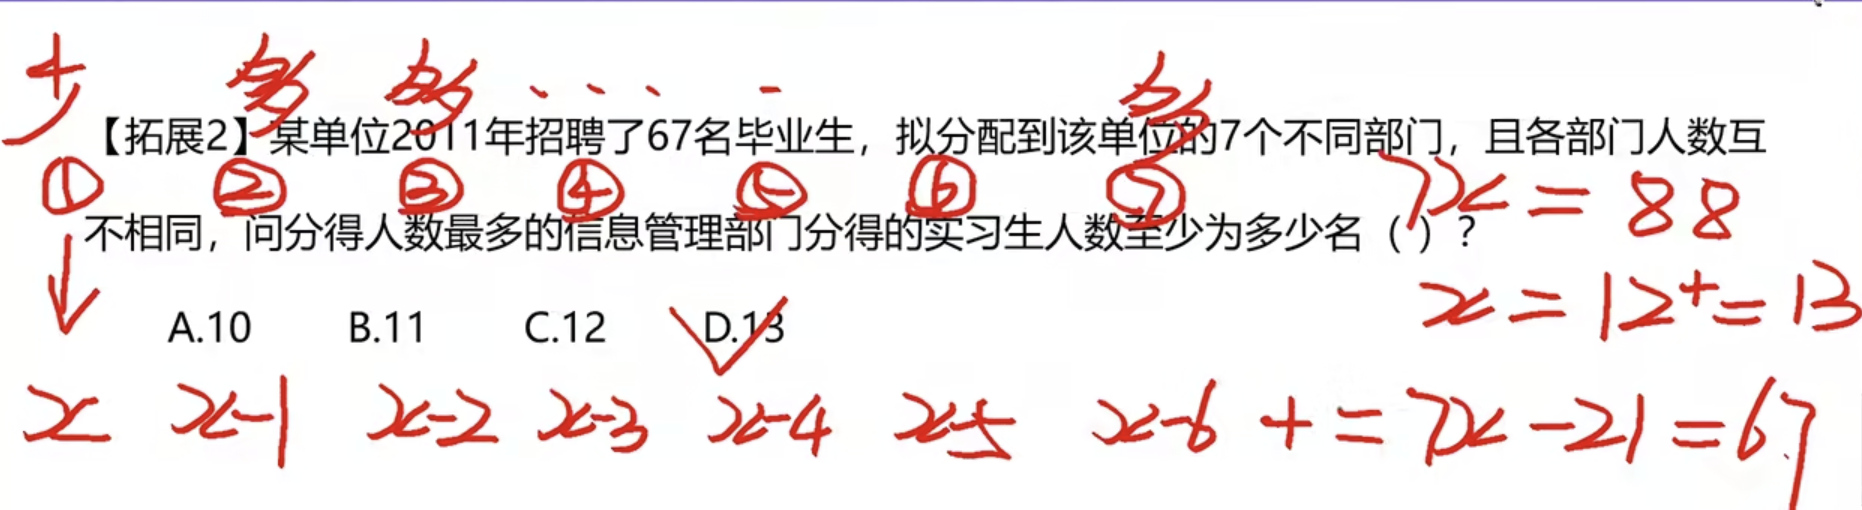 少 多 多 . . . . - 多
【拓展2】某单位2011年招聘了67名毕业生，拟分配到该单位的7个不同部门，且各部门人数互
① ② ③ ④ ⑤ ⑥ ⑦ 7x=88
不相同，问分得人数最多的信息管理部门分得的实习生人数至少为多少名（）？
x=12⁺=13
A.10 B.11 C.12 D.13
x x-1 x-2 x-3 x-4 x-5 x-6 + = 7x-21=67